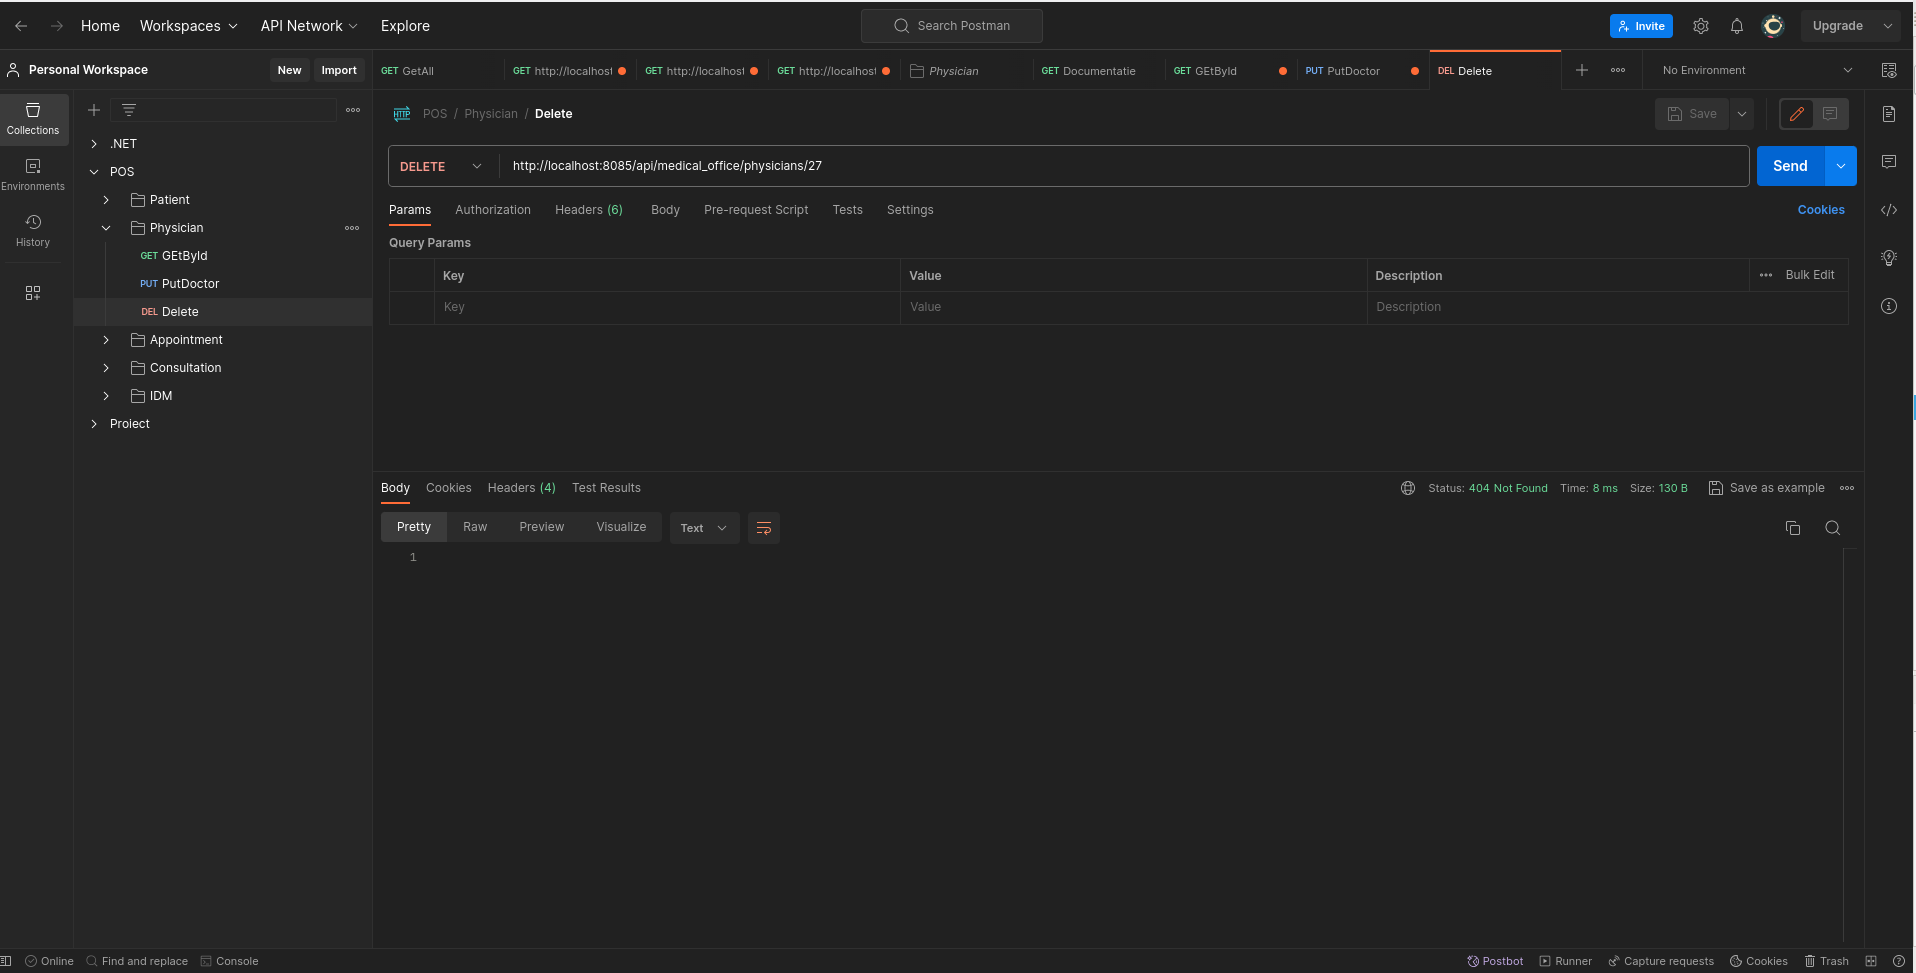 Home Workspaces API Network Explore Search Postman Invite Upgrade
Personal Workspace New Import
GET GetAll GET http://localhost GET http://localhost GET http://localhost Physician GET Documentatie GET GEtById PUT PutDoctor DEL Delete No Environment
Collections
Environments
History
.NET
POS
Patient
Physician
GET GEtById
PUT PutDoctor
DEL Delete
Appointment
Consultation
IDM
Proiect
HTTP POS / Physician / Delete Save
DELETE http://localhost:8085/api/medical_office/physicians/27 Send
Params Authorization Headers (6) Body Pre-request Script Tests Settings Cookies
Query Params
Key Value Description Bulk Edit
Key Value Description
Body Cookies Headers (4) Test Results Status: 404 Not Found Time: 8 ms Size: 130 B Save as example
Pretty Raw Preview Visualize Text
1
Online Find and replace Console Postbot Runner Capture requests Cookies Trash